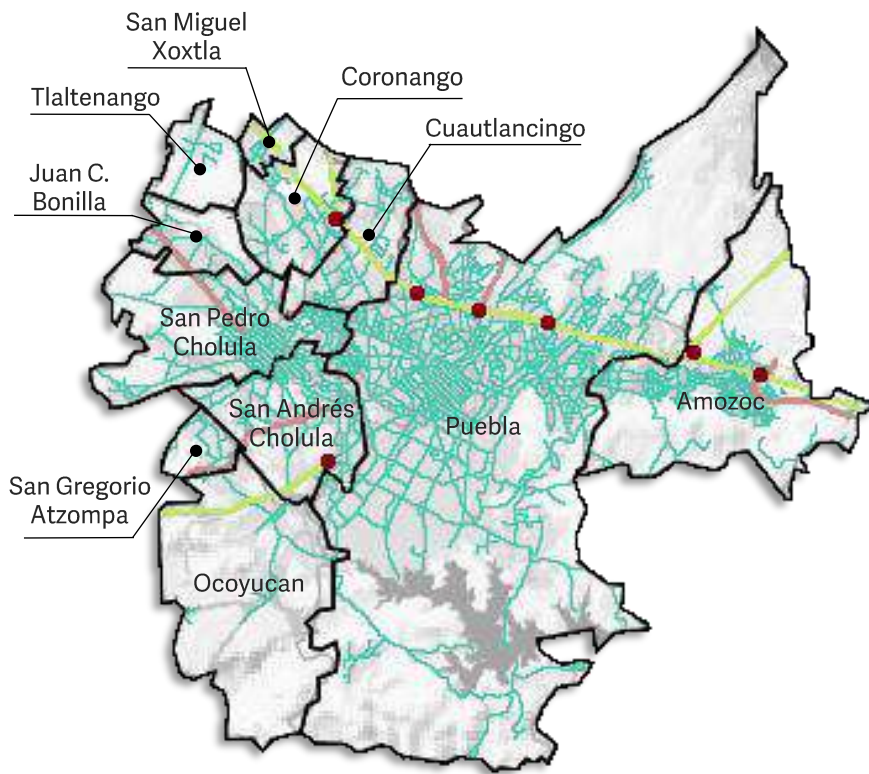 San Miguel
Xoxtla
Coronango
Tlaltenango
Cuautlancingo
Juan C.
Bonilla
San Pedro
Cholula
San Andrés
Cholula
Puebla
Amozoc
San Gregorio
Atzompa
Ocoyucan